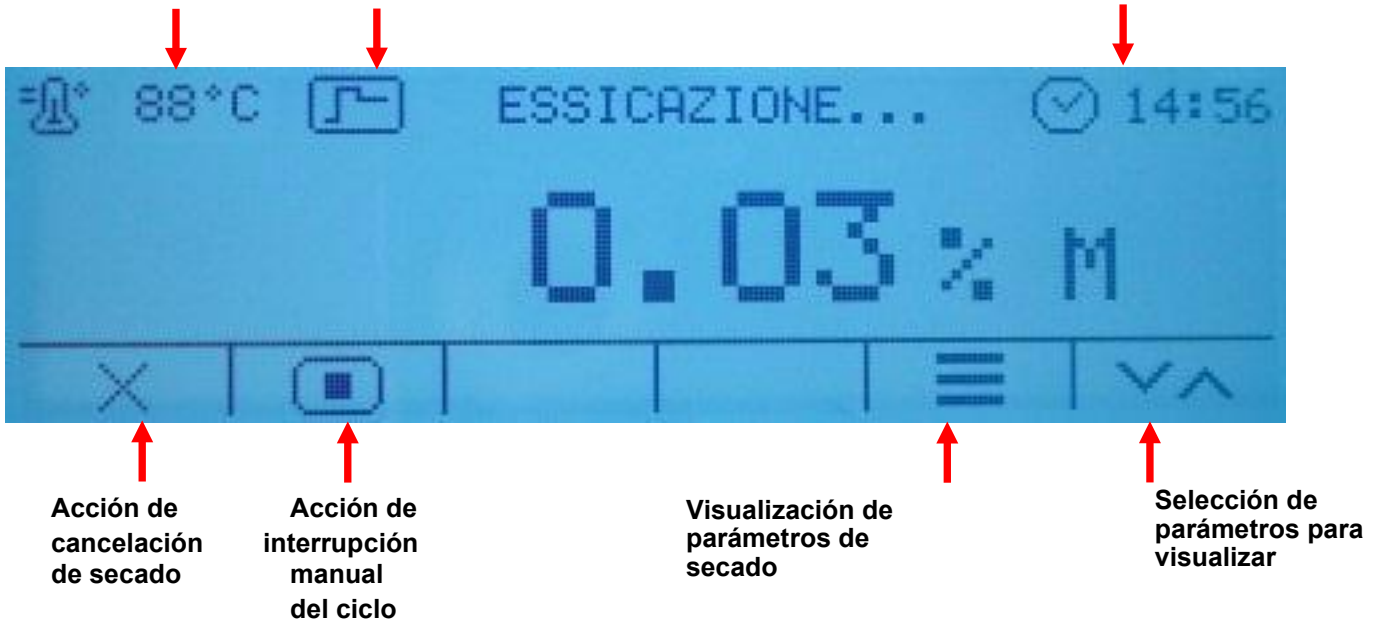 88°C ESSICAZIONE... 14:56
0.03% M
Acción de
cancelación
de secado
Acción de
interrupción
manual
del ciclo
Visualización de
parámetros de
secado
Selección de
parámetros para
visualizar